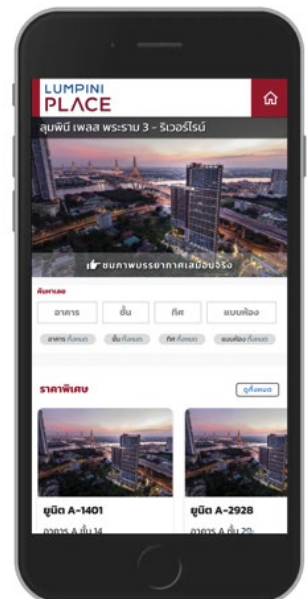 LUMPINI
PLACE
ลุมพินี เพลส พระราม 3 - ริเวอร์ไรน์
ชมภาพบรรยากาศเสมือนจริง
ค้นหาเลย
อาคาร ชั้น ทิศ แบบห้อง
อาคาร ทั้งหมด ชั้น ทั้งหมด ทิศ ทั้งหมด แบบห้อง ทั้งหมด
ราคาพิเศษ ดูทั้งหมด
ยูนิต A-1401 ยูนิต A-2928
อาคาร A ชั้น 14 อาคาร A ชั้น 29